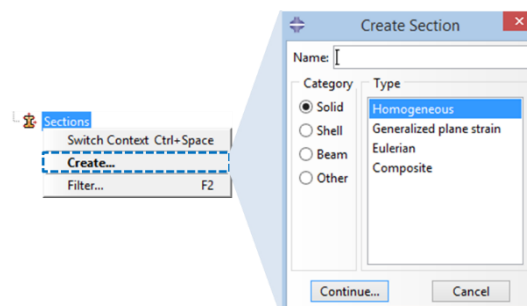 Sections
Switch Context Ctrl+Space
Create...
Filter... F2
Create Section
Name:
Category
Solid
Shell
Beam
Other
Type
Homogeneous
Generalized plane strain
Eulerian
Composite
Continue... Cancel